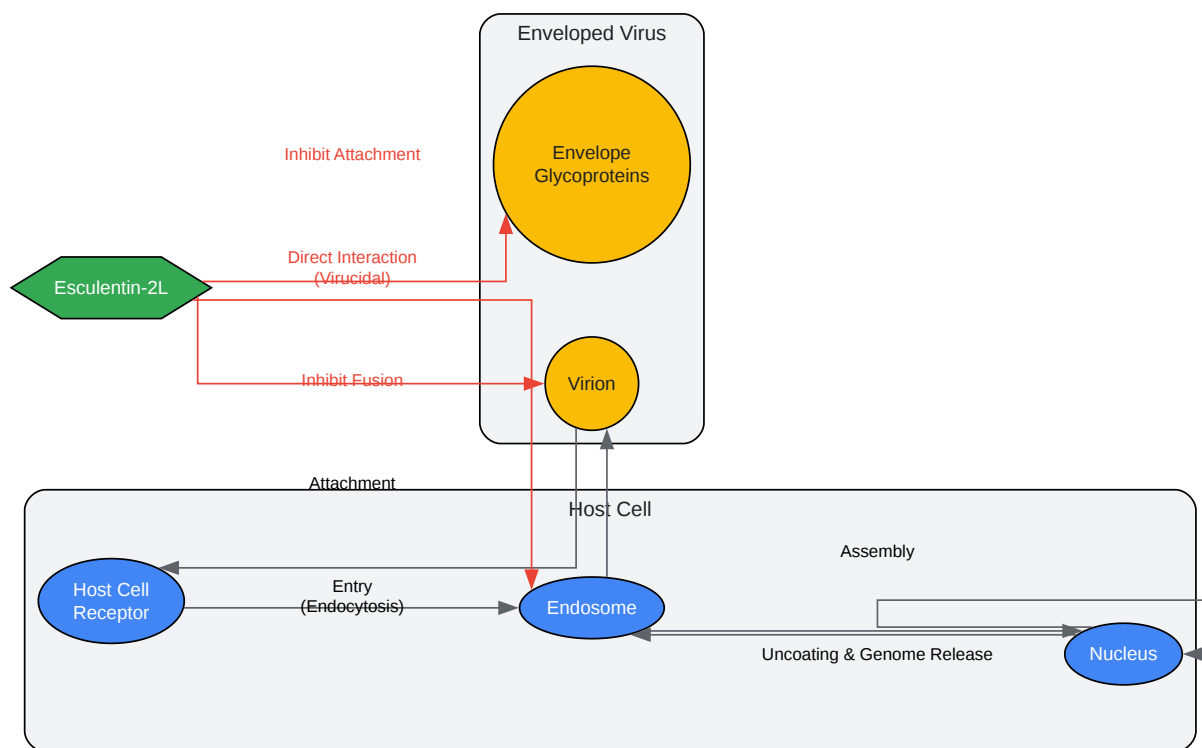 Enveloped Virus
Envelope
Glycoproteins
Inhibit Attachment
Direct Interaction
(Virucidal)
Esculentin-2L
Inhibit Fusion
Virion
Attachment
Host Cell
Assembly
Host Cell
Receptor
Entry
(Endocytosis)
Endosome
Uncoating & Genome Release
Nucleus